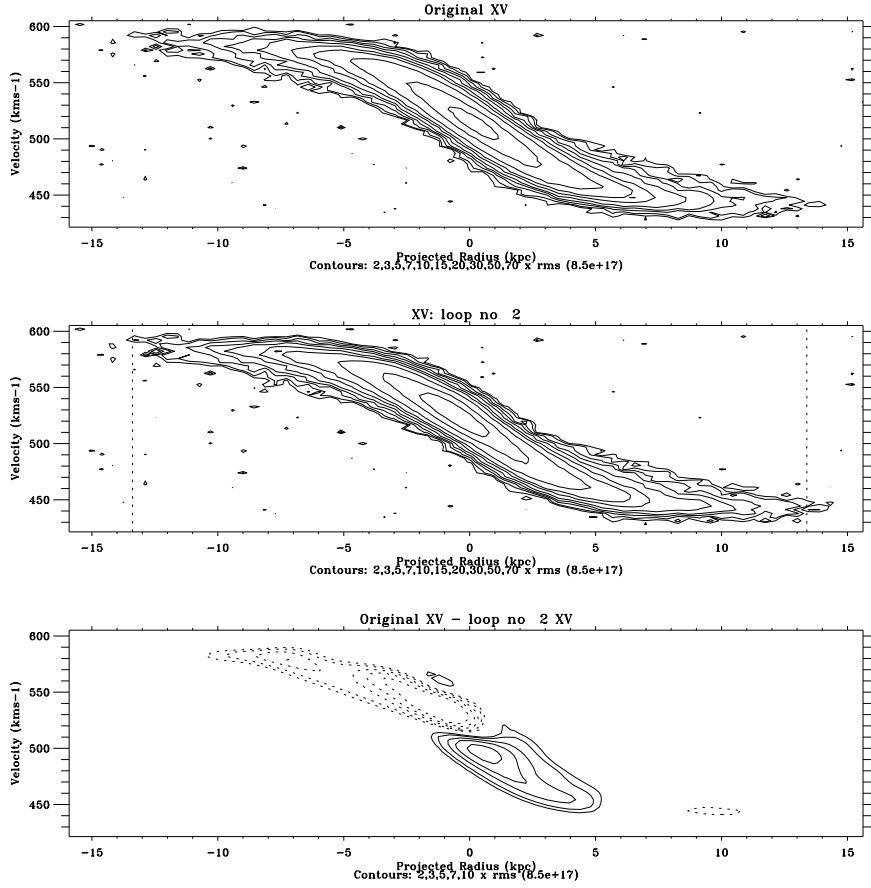 Original XV
600
550
500
450
Velocity (kms−1)
−15 −10 −5 0 5 10 15
Projected Radius (kpc)
Contours: 2,3,5,7,10,15,20,30,50,70 x rms (8.5e+17)
XV: loop no 2
600
550
500
450
Velocity (kms−1)
−15 −10 −5 0 5 10 15
Projected Radius (kpc)
Contours: 2,3,5,7,10,15,20,30,50,70 x rms (8.5e+17)
Original XV − loop no 2 XV
600
550
500
450
Velocity (kms−1)
−15 −10 −5 0 5 10 15
Projected Radius (kpc)
Contours: 2,3,5,7,10 x rms (8.5e+17)